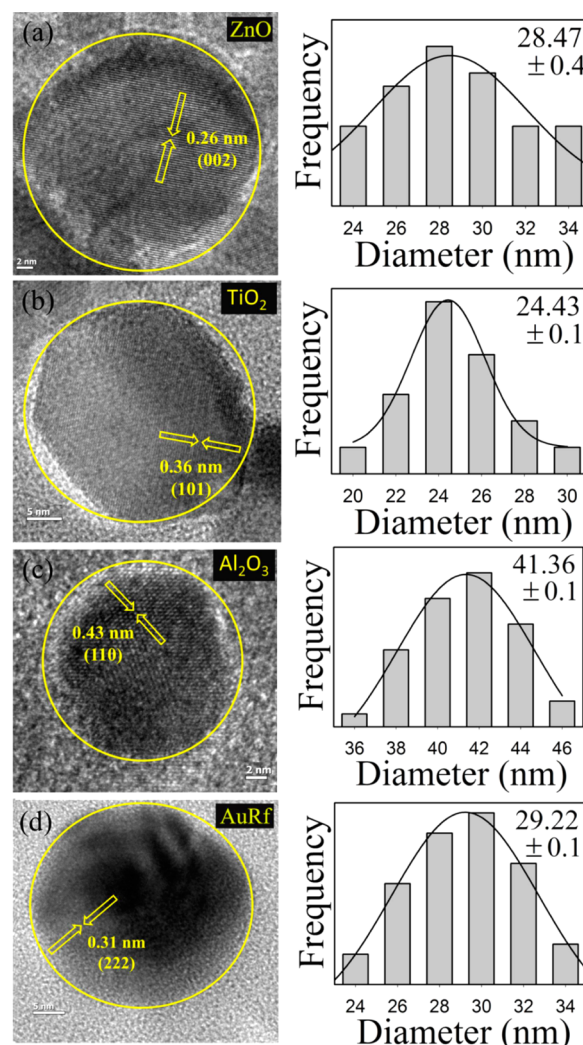 (a)
ZnO
0.26 nm
(002)
2 nm
Frequency
28.47
±0.4
24 26 28 30 32 34
Diameter (nm)
(b)
TiO₂
0.36 nm
(101)
5 nm
Frequency
24.43
±0.1
20 22 24 26 28 30
Diameter (nm)
(c)
Al₂O₃
0.43 nm
(110)
2 nm
Frequency
41.36
±0.1
36 38 40 42 44 46
Diameter (nm)
(d)
AuRf
0.31 nm
(222)
5 nm
Frequency
29.22
±0.1
24 26 28 30 32 34
Diameter (nm)